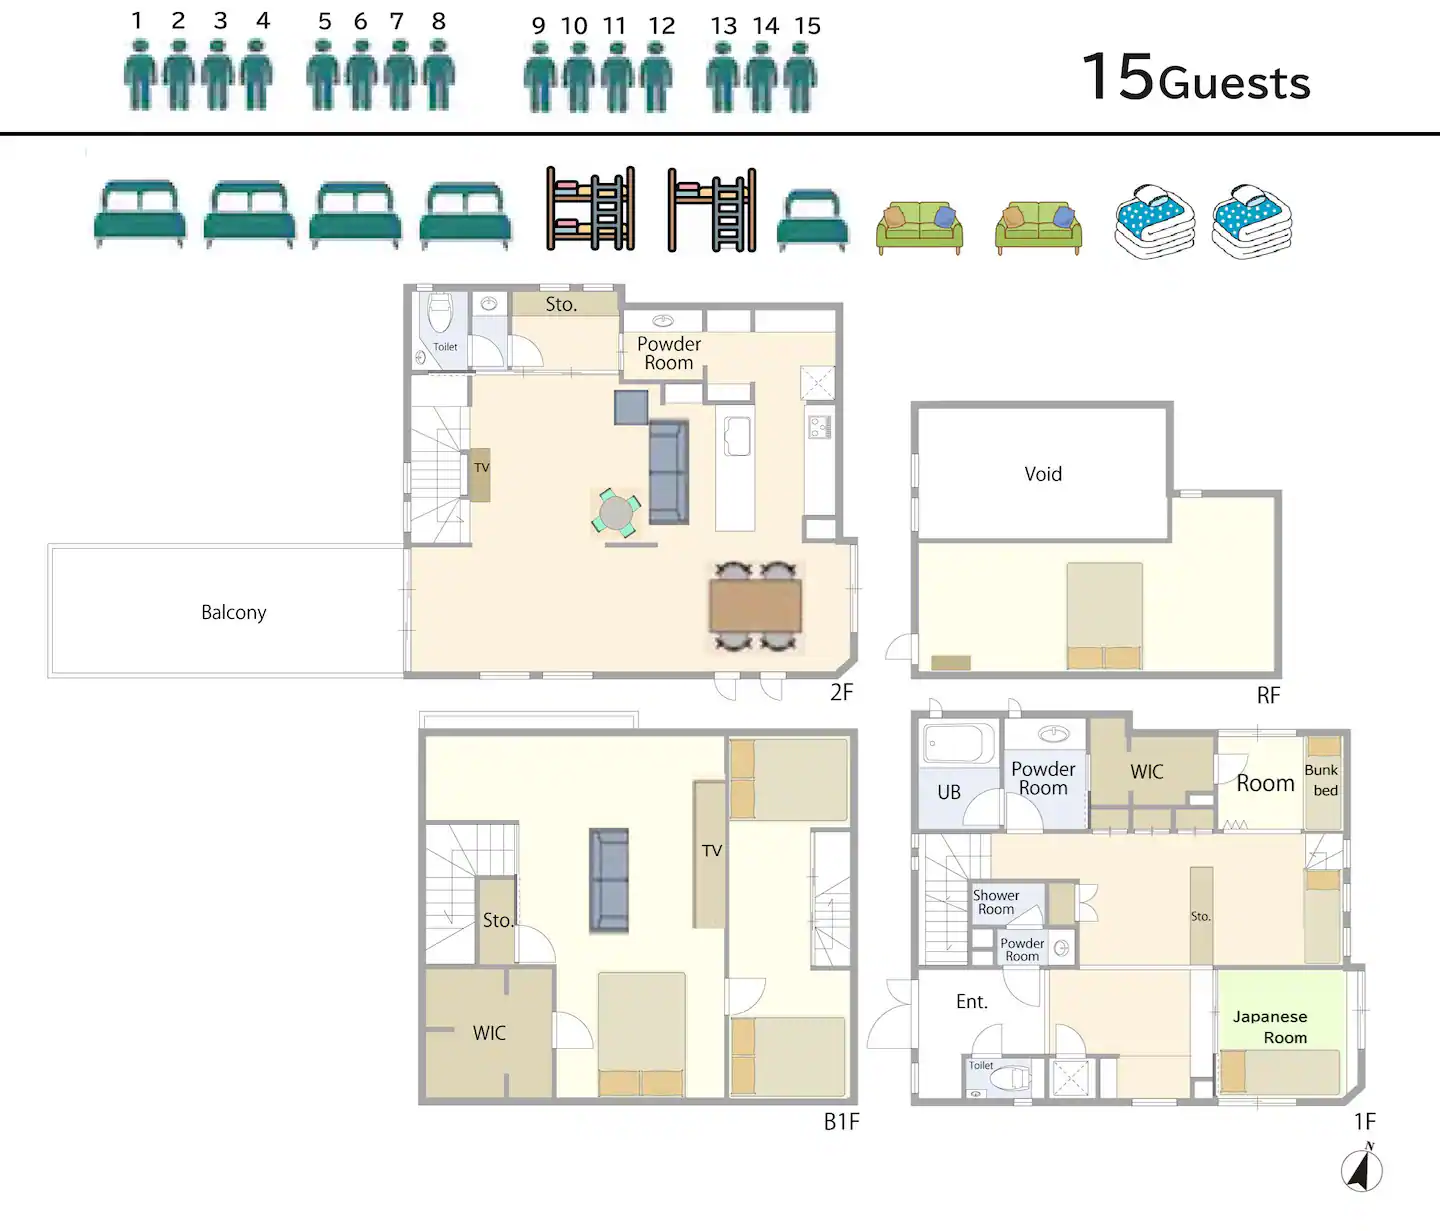 1 2 3 4 5 6 7 8 9 10 11 12 13 14 15
15Guests
Sto.
Toilet
Powder
Room
TV
Balcony
2F
Void
RF
TV
Sto.
WIC
B1F
UB
Powder
Room
WIC
Room
Bunk
bed
Shower
Room
Sto.
Powder
Room
Ent.
Japanese
Room
Toilet
1F
N